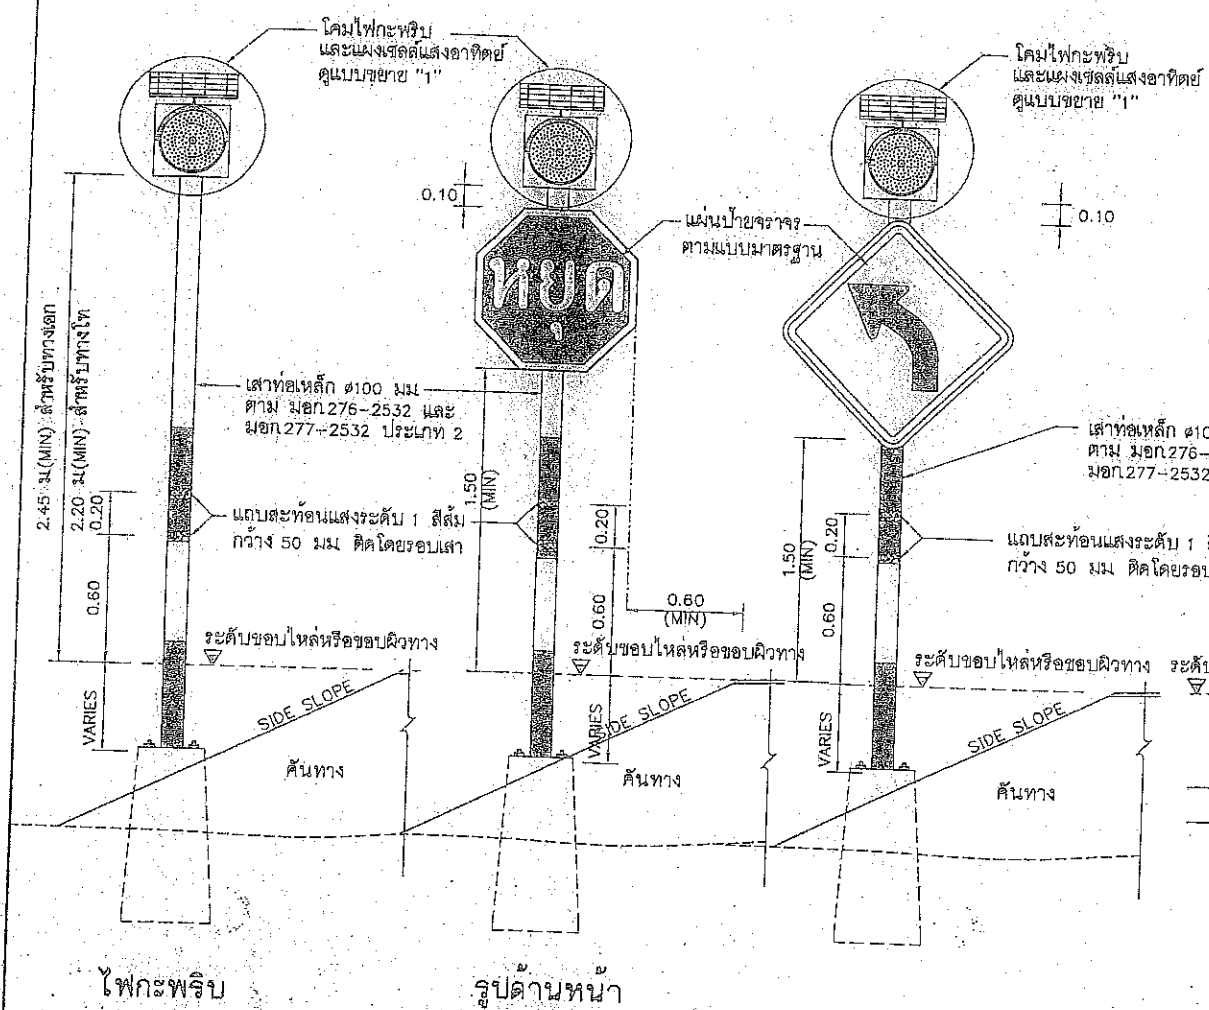 โคมไฟกะพริบ
และแผงเซลล์แสงอาทิตย์
ดูแบบขยาย "1"
โคมไฟกะพริบ
และแผงเซลล์แสงอาทิตย์
ดูแบบขยาย "1"
0.10
แผ่นป้ายจราจร
ตามแบบมาตรฐาน
0.10
หยุด
2.45 ม.(MIN) สำหรับทางเอก
2.20 ม.(MIN) สำหรับทางโท
เสาท่อเหล็ก ø100 มม
ตาม มอก.276-2532 และ
มอก.277-2532 ประเภท 2
เสาท่อเหล็ก ø10
ตาม มอก.276-
มอก.277-2532
0.20
0.60
VARIES
แถบสะท้อนแสงระดับ 1 สีส้ม
กว้าง 50 มม ติดโดยรอบเสา
1.50
(MIN)
0.20
0.60
VARIES
0.60
(MIN)
1.50
(MIN)
0.20
0.60
VARIES
แถบสะท้อนแสงระดับ 1
กว้าง 50 มม ติดโดยรอบ
ระดับขอบไหล่หรือขอบผิวทาง
ระดับขอบไหล่หรือขอบผิวทาง
ระดับขอบไหล่หรือขอบผิวทาง
SIDE SLOPE
SIDE SLOPE
SIDE SLOPE
คันทาง
คันทาง
คันทาง
ไฟกะพริบ
รูปด้านหน้า